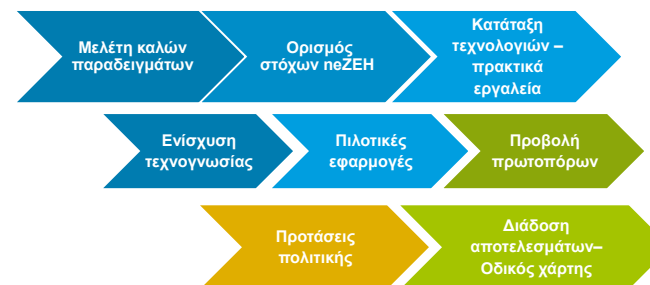 Μελέτη καλών
παραδειγμάτων
Ορισμός
στόχων neZEH
Κατάταξη
τεχνολογιών –
πρακτικά
εργαλεία
Ενίσχυση
τεχνογνωσίας
Πιλοτικές
εφαρμογές
Προβολή
πρωτοπόρων
Προτάσεις
πολιτικής
Διάδοση
αποτελεσμάτων–
Οδικός χάρτης